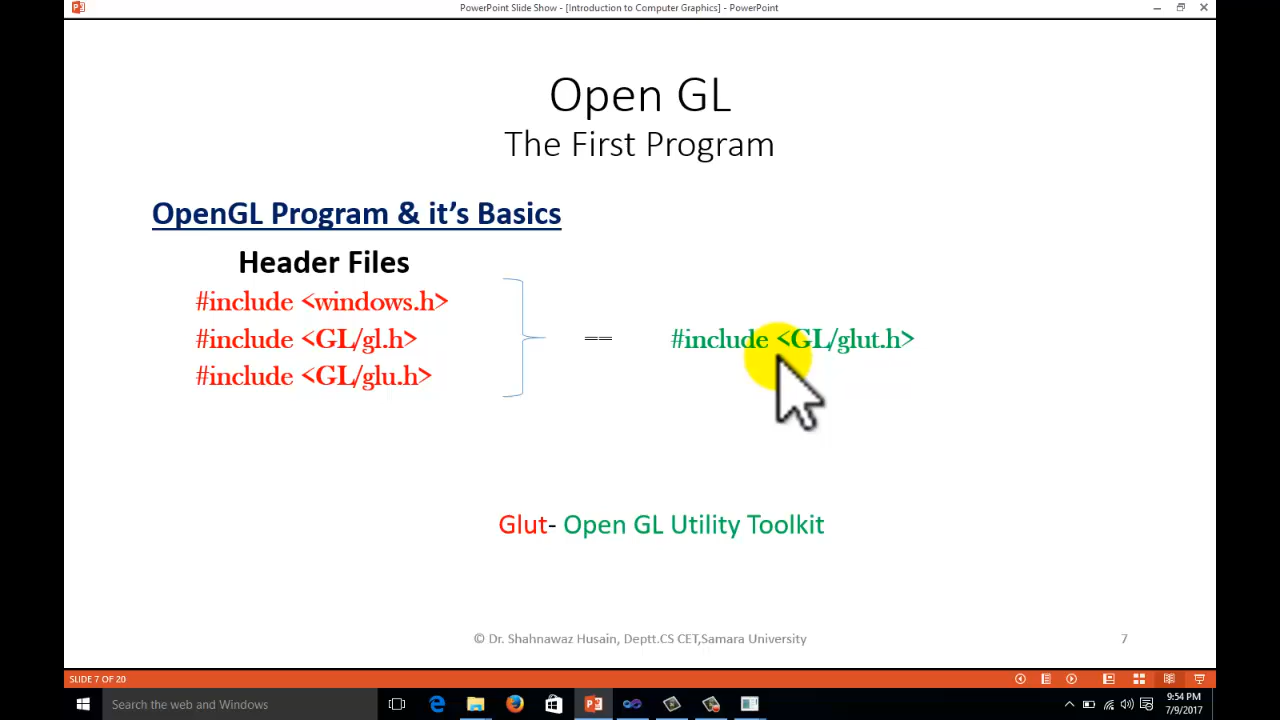 PowerPoint Slide Show - [Introduction to Computer Graphics] - PowerPoint
Open GL
The First Program
OpenGL Program & it's Basics
Header Files
#include <windows.h>
#include <GL/gl.h>
#include <GL/glu.h>
==
#include <GL/glut.h>
Glut- Open GL Utility Toolkit
© Dr. Shahnawaz Husain, Deptt.CS CET,Samara University
7
SLIDE 7 OF 20
Search the web and Windows
9:54 PM
7/9/2017